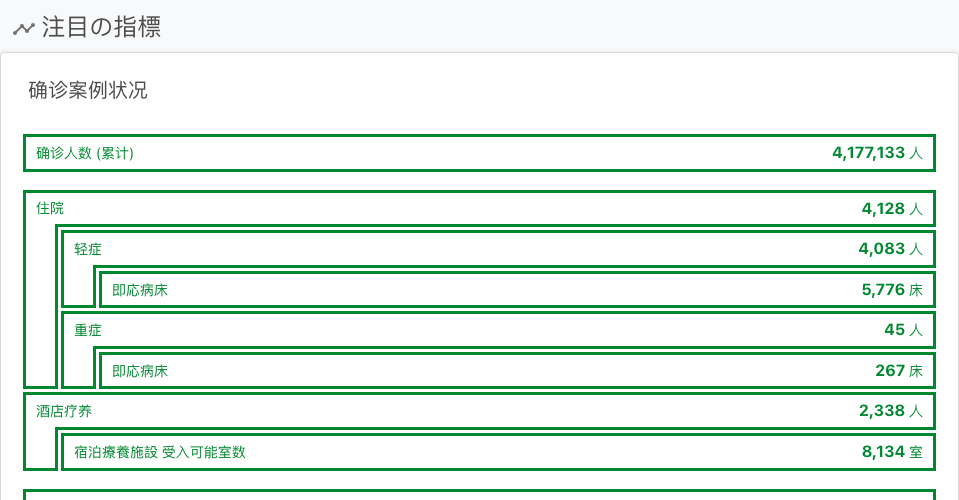 注目の指標
确诊案例状况
确诊人数 (累计) 4,177,133 人
住院 4,128 人
轻症 4,083 人
即応病床 5,776 床
重症 45 人
即応病床 267 床
酒店疗养 2,338 人
宿泊療養施設 受入可能室数 8,134 室